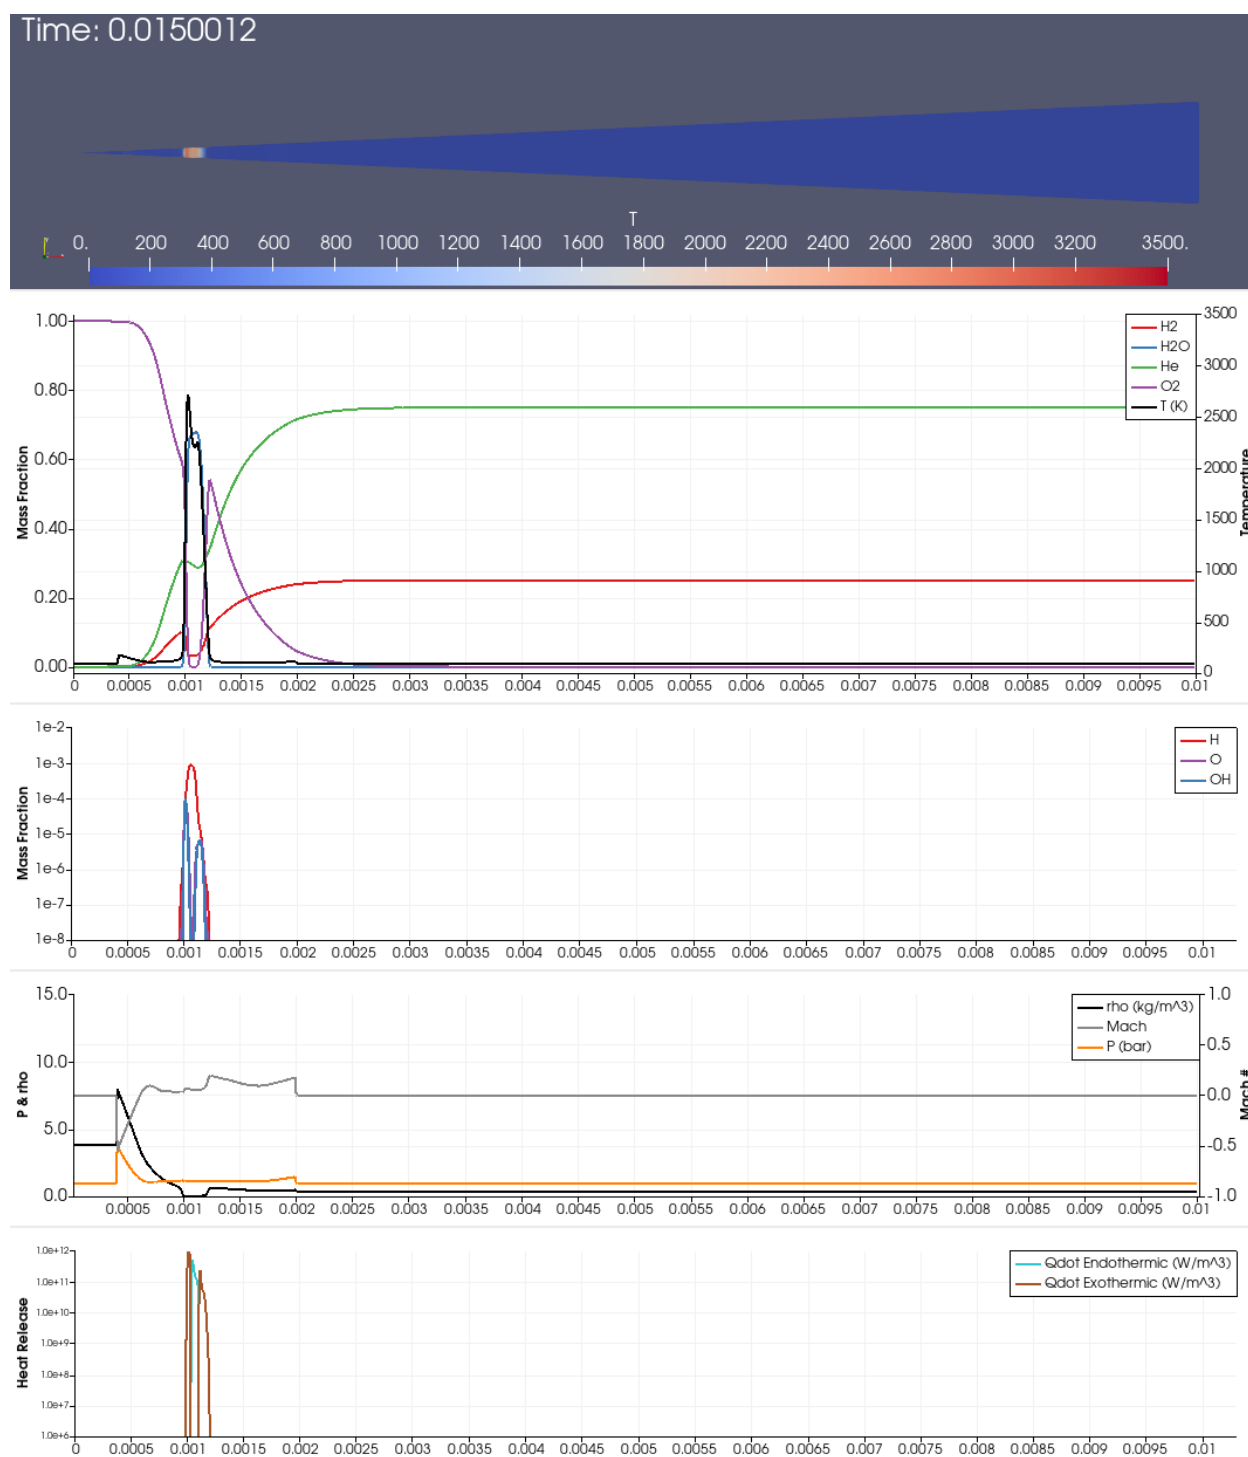 Time: 0.0150012
T
0. 200 400 600 800 1000 1200 1400 1600 1800 2000 2200 2400 2600 2800 3000 3200 3500.
Mass Fraction
1.00
0.80
0.60
0.40
0.20
0.00
H2
H2O
He
O2
T (K)
3500
3000
2500
2000
1500
1000
500
0
Temperature
0 0.0005 0.001 0.0015 0.002 0.0025 0.003 0.0035 0.004 0.0045 0.005 0.0055 0.006 0.0065 0.007 0.0075 0.008 0.0085 0.009 0.0095 0.01
Mass Fraction
1e-2
1e-3
1e-4
1e-5
1e-6
1e-7
1e-8
H
O
OH
0 0.0005 0.001 0.0015 0.002 0.0025 0.003 0.0035 0.004 0.0045 0.005 0.0055 0.006 0.0065 0.007 0.0075 0.008 0.0085 0.009 0.0095 0.01
P & rho
15.0
10.0
5.0
0.0
rho (kg/m^3)
Mach
P (bar)
1.0
0.5
0.0
-0.5
-1.0
Mach #
0.0005 0.001 0.0015 0.002 0.0025 0.003 0.0035 0.004 0.0045 0.005 0.0055 0.006 0.0065 0.007 0.0075 0.008 0.0085 0.009 0.0095 0.01
Heat Release
1.0e+12
1.0e+11
1.0e+10
1.0e+9
1.0e+8
1.0e+7
1.0e+6
Qdot Endothermic (W/m^3)
Qdot Exothermic (W/m^3)
0 0.0005 0.001 0.0015 0.002 0.0025 0.003 0.0035 0.004 0.0045 0.005 0.0055 0.006 0.0065 0.007 0.0075 0.008 0.0085 0.009 0.0095 0.01